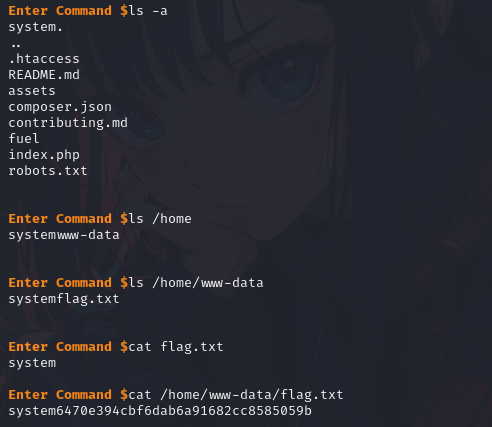 Enter Command $ls -a
system.
..
.htaccess
README.md
assets
composer.json
contributing.md
fuel
index.php
robots.txt
Enter Command $ls /home
systemwww-data
Enter Command $ls /home/www-data
systemflag.txt
Enter Command $cat flag.txt
system
Enter Command $cat /home/www-data/flag.txt
system6470e394cbf6dab6a91682cc8585059b